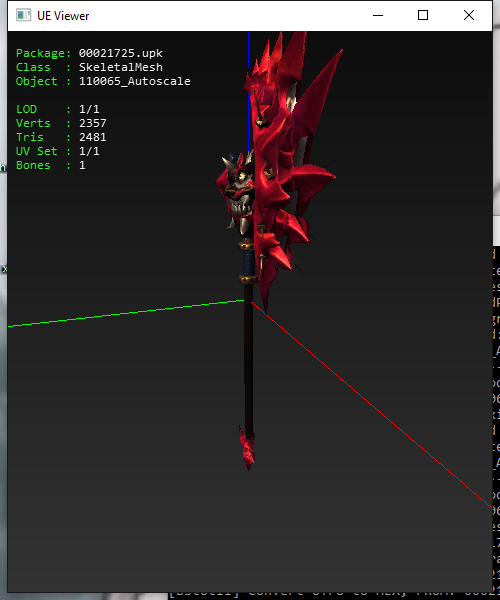 UE Viewer
Package: 00021725.upk
Class : SkeletalMesh
Object : 110065_Autoscale
LOD : 1/1
Verts : 2357
Tris : 2481
UV Set : 1/1
Bones : 1